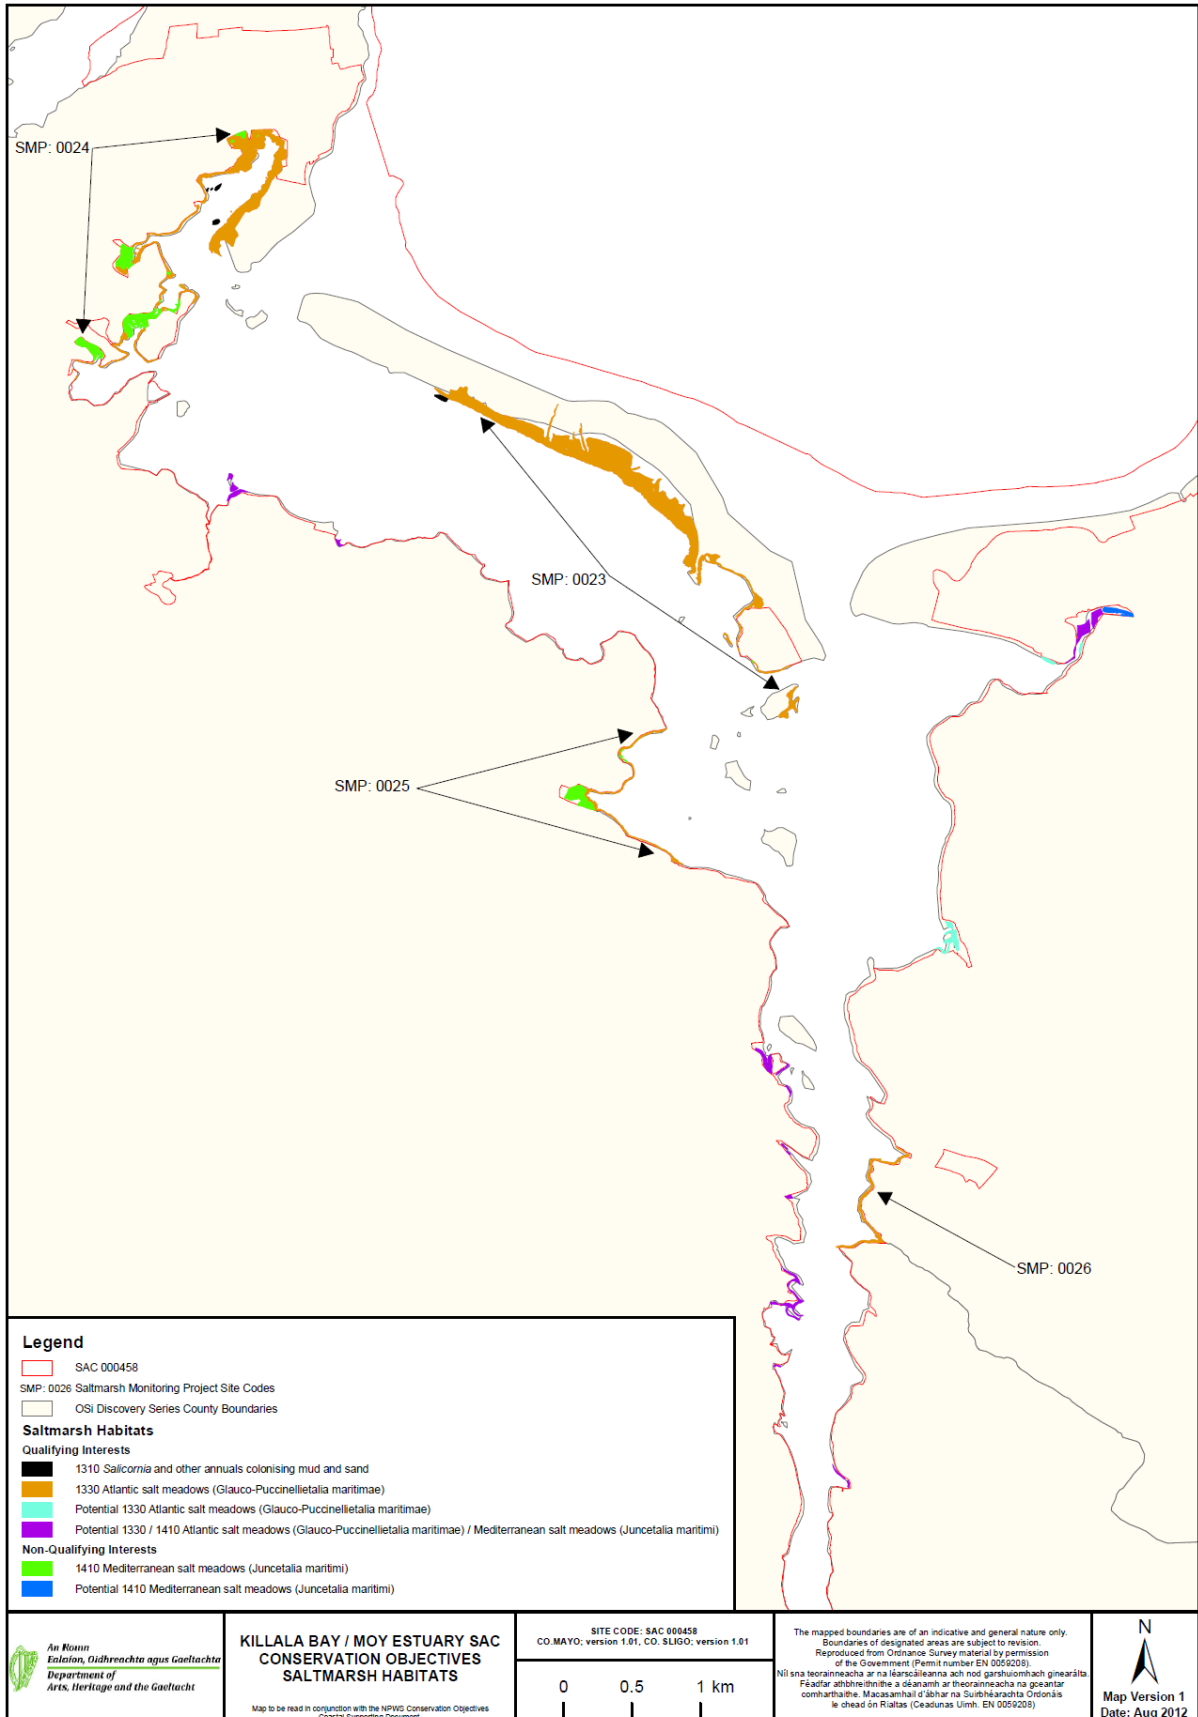 SMP: 0024
SMP: 0023
SMP: 0025
SMP: 0026
Legend
SAC 000458
SMP: 0026 Saltmarsh Monitoring Project Site Codes
OSi Discovery Series County Boundaries
Saltmarsh Habitats
Qualifying Interests
1310 Salicornia and other annuals colonising mud and sand
1330 Atlantic salt meadows (Glauco-Puccinellietalia maritimae)
Potential 1330 Atlantic salt meadows (Glauco-Puccinellietalia maritimae)
Potential 1330 / 1410 Atlantic salt meadows (Glauco-Puccinellietalia maritimae) / Mediterranean salt meadows (Juncetalia maritimi)
Non-Qualifying Interests
1410 Mediterranean salt meadows (Juncetalia maritimi)
Potential 1410 Mediterranean salt meadows (Juncetalia maritimi)
An Roinn
Ealaíon, Oidhreachta agus Gaeltachta
Department of
Arts, Heritage and the Gaeltacht
KILLALA BAY / MOY ESTUARY SAC
CONSERVATION OBJECTIVES
SALTMARSH HABITATS
Map to be read in conjunction with the NPWS Conservation Objectives
Coastal Supporting Document
SITE CODE: SAC 000458
CO.MAYO; version 1.01, CO. SLIGO; version 1.01
0 0.5 1 km
The mapped boundaries are of an indicative and general nature only.
Boundaries of designated areas are subject to revision.
Reproduced from Ordnance Survey material by permission
of the Government (Permit number EN 0059208).
Níl sna teorainneacha ar na léarscáileanna ach nod garshuíomhach ginearálta.
Féadfar athbhreithnithe a déanamh ar theorainneacha na gceantar
comharthaithe. Macasamhail d'ábhar na Suirbhéarachta Ordonáis
le chead ón Rialtas (Ceadunas Uimh. EN 0059208)
N
Map Version 1
Date: Aug 2012